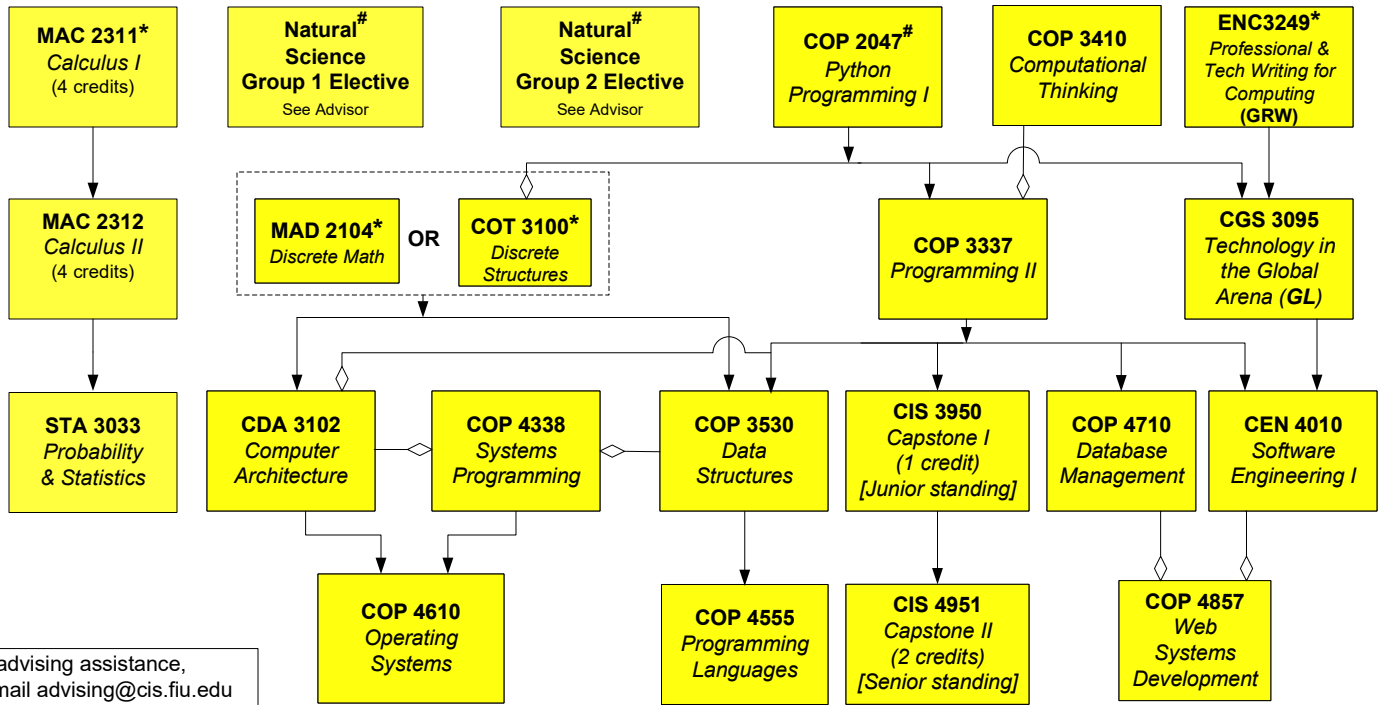 MAC 2311*
Calculus I
(4 credits)
Natural#
Science
Group 1 Elective
See Advisor
Natural#
Science
Group 2 Elective
See Advisor
COP 2047#
Python
Programming I
COP 3410
Computational
Thinking
ENC3249*
Professional &
Tech Writing for
Computing
(GRW)
MAC 2312
Calculus II
(4 credits)
MAD 2104*
Discrete Math
OR
COT 3100*
Discrete
Structures
COP 3337
Programming II
CGS 3095
Technology in
the Global
Arena (GL)
STA 3033
Probability
& Statistics
CDA 3102
Computer
Architecture
COP 4338
Systems
Programming
COP 3530
Data
Structures
CIS 3950
Capstone I
(1 credit)
[Junior standing]
COP 4710
Database
Management
CEN 4010
Software
Engineering I
COP 4610
Operating
Systems
COP 4555
Programming
Languages
CIS 4951
Capstone II
(2 credits)
[Senior standing]
COP 4857
Web
Systems
Development
advising assistance,
mail advising@cis.fiu.edu